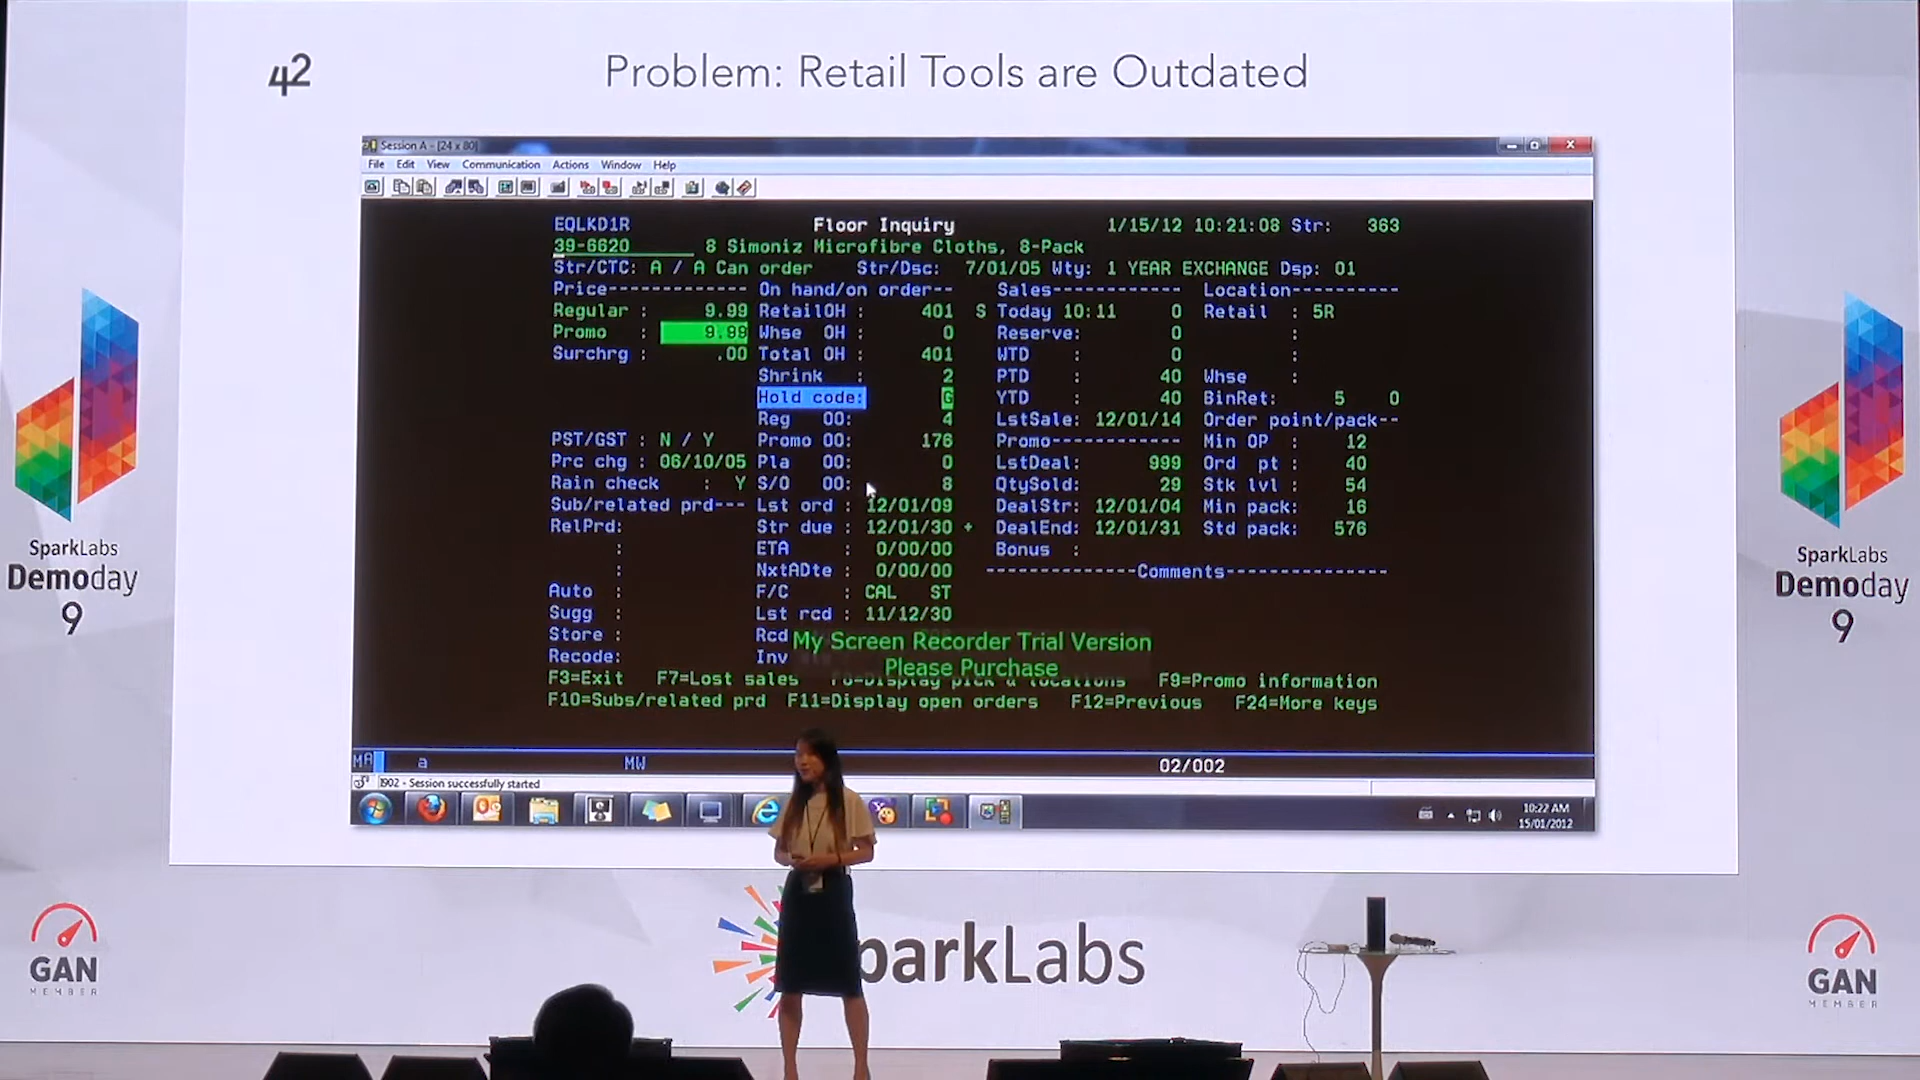 42
Problem: Retail Tools are Outdated
Session A - [24 x 80]
File Edit View Communication Actions Window Help
EQLKD1R Floor Inquiry 1/15/12 10:21:08 Str: 363
39-6620 8 Simoniz Microfibre Cloths, 8-Pack
Str/CTC: A / A Can order Str/Dsc: 7/01/05 Wty: 1 YEAR EXCHANGE Dsp: 01
Price------------- On hand/on order-- Sales------------ Location----------
Regular : 9.99 RetailOH : 401 S Today 10:11 0 Retail : 5R
Promo : 9.99 Whse OH : 0 Reserve: 0 :
Surchrg : .00 Total OH : 401 WTD : 0 :
Shrink : 2 PTD : 40 Whse :
Hold code: G YTD : 40 BinRet: 5 0
Reg OO: 4 LstSale: 12/01/14 Order point/pack--
PST/GST : N / Y Promo OO: 176 Promo------------ Min OP : 12
Prc chg : 06/10/05 Pla OO: 0 LstDeal: 999 Ord pt : 40
Rain check : Y S/O OO: 8 QtySold: 29 Stk lvl : 54
Sub/related prd--- Lst ord : 12/01/09 DealStr: 12/01/04 Min pack: 16
RelPrd: Str due : 12/01/30 + DealEnd: 12/01/31 Std pack: 576
: ETA : 0/00/00 Bonus :
: NxtADte : 0/00/00 --------------Comments---------------
Auto : F/C : CAL ST
Sugg : Lst rcd : 11/12/30
Store : Rcd
Recode: Inv
My Screen Recorder Trial Version
Please Purchase
F3=Exit F7=Lost sales F8=Display pick & locations F9=Promo information
F10=Subs/related prd F11=Display open orders F12=Previous F24=More keys
MA a MW 02/002
I902 - Session successfully started
10:22 AM
15/01/2012
SparkLabs
Demoday
9
SparkLabs
Demoday
9
GAN
MEMBER
parkLabs
GAN
MEMBER